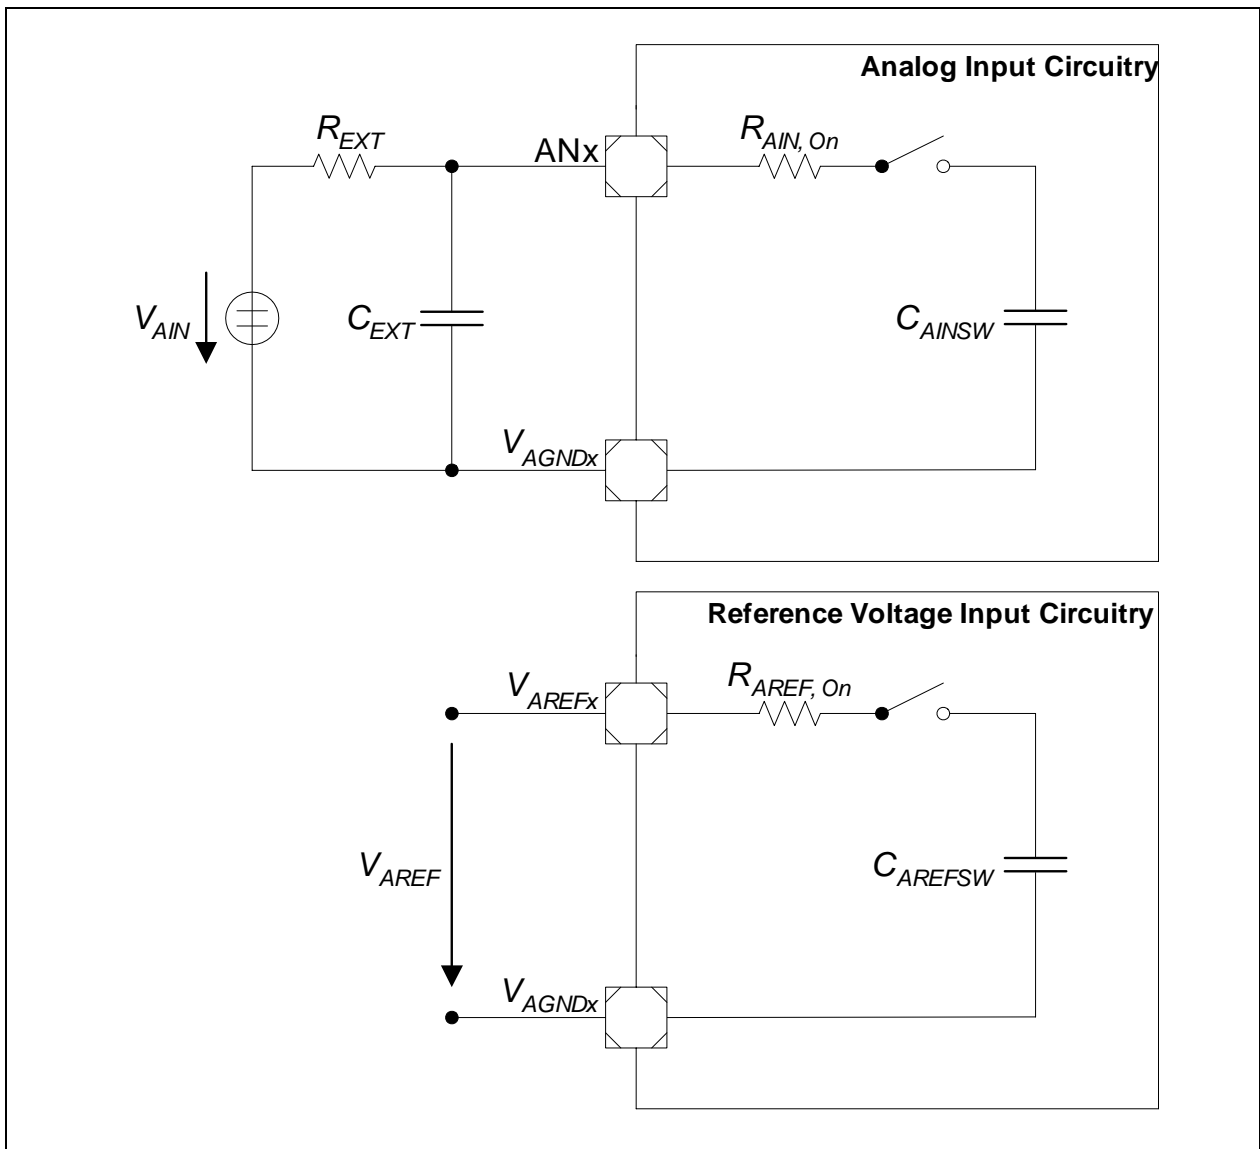 Analog Input Circuitry
R_EXT
ANx
R_AIN, On
V_AIN
C_EXT
C_AINSW
V_AGNDx
Reference Voltage Input Circuitry
V_AREFx
R_AREF, On
V_AREF
C_AREFSW
V_AGNDx